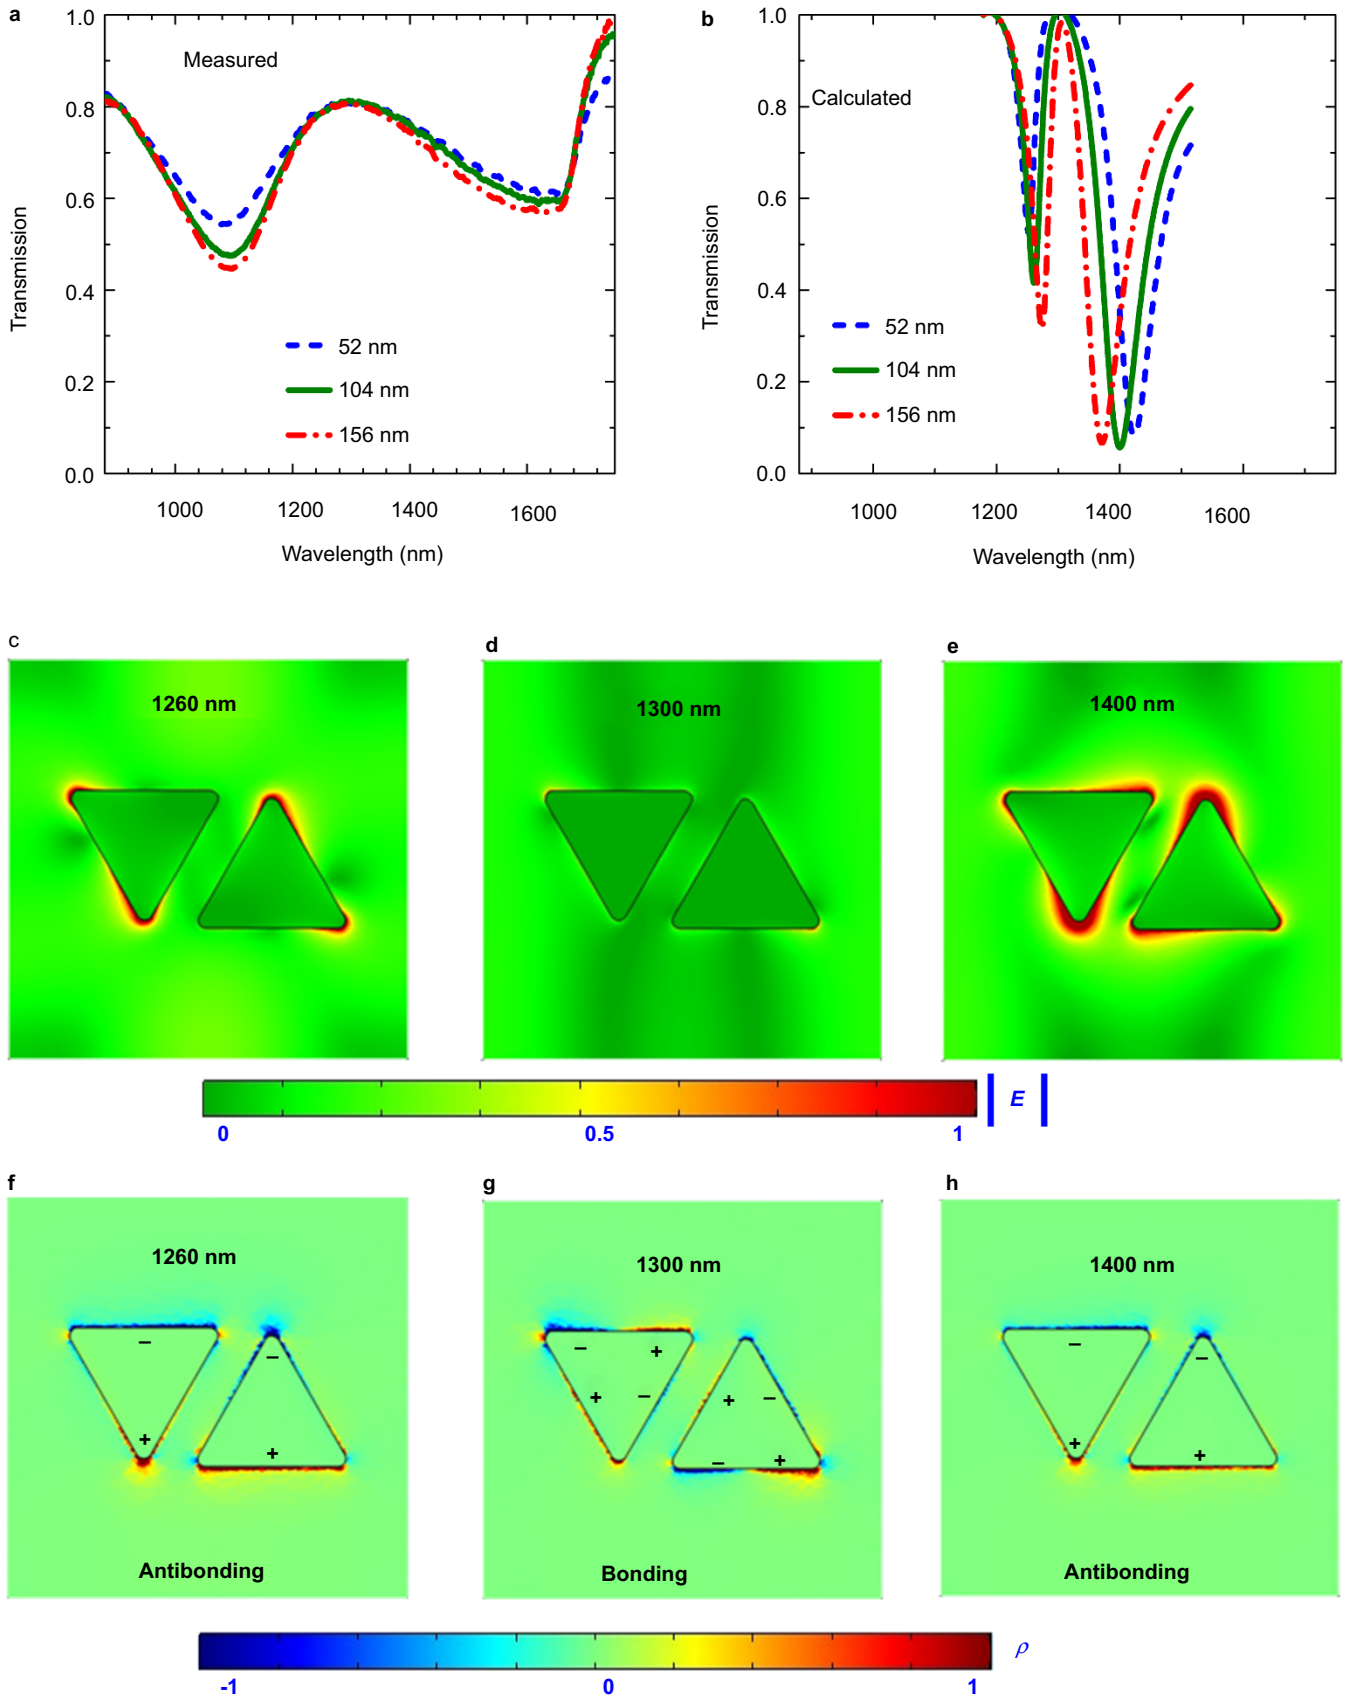 a
1.0
0.8
0.6
0.4
0.2
0.0
Transmission
Measured
52 nm
104 nm
156 nm
1000 1200 1400 1600
Wavelength (nm)
b
1.0
0.8
0.6
0.4
0.2
0.0
Transmission
Calculated
52 nm
104 nm
156 nm
1000 1200 1400 1600
Wavelength (nm)
c
1260 nm
d
1300 nm
e
1400 nm
0 0.5 1
E
f
1260 nm
−
−
+
+
Antibonding
g
1300 nm
− +
+ − + −
− +
Bonding
h
1400 nm
−
−
+
+
Antibonding
-1 0 1
ρ